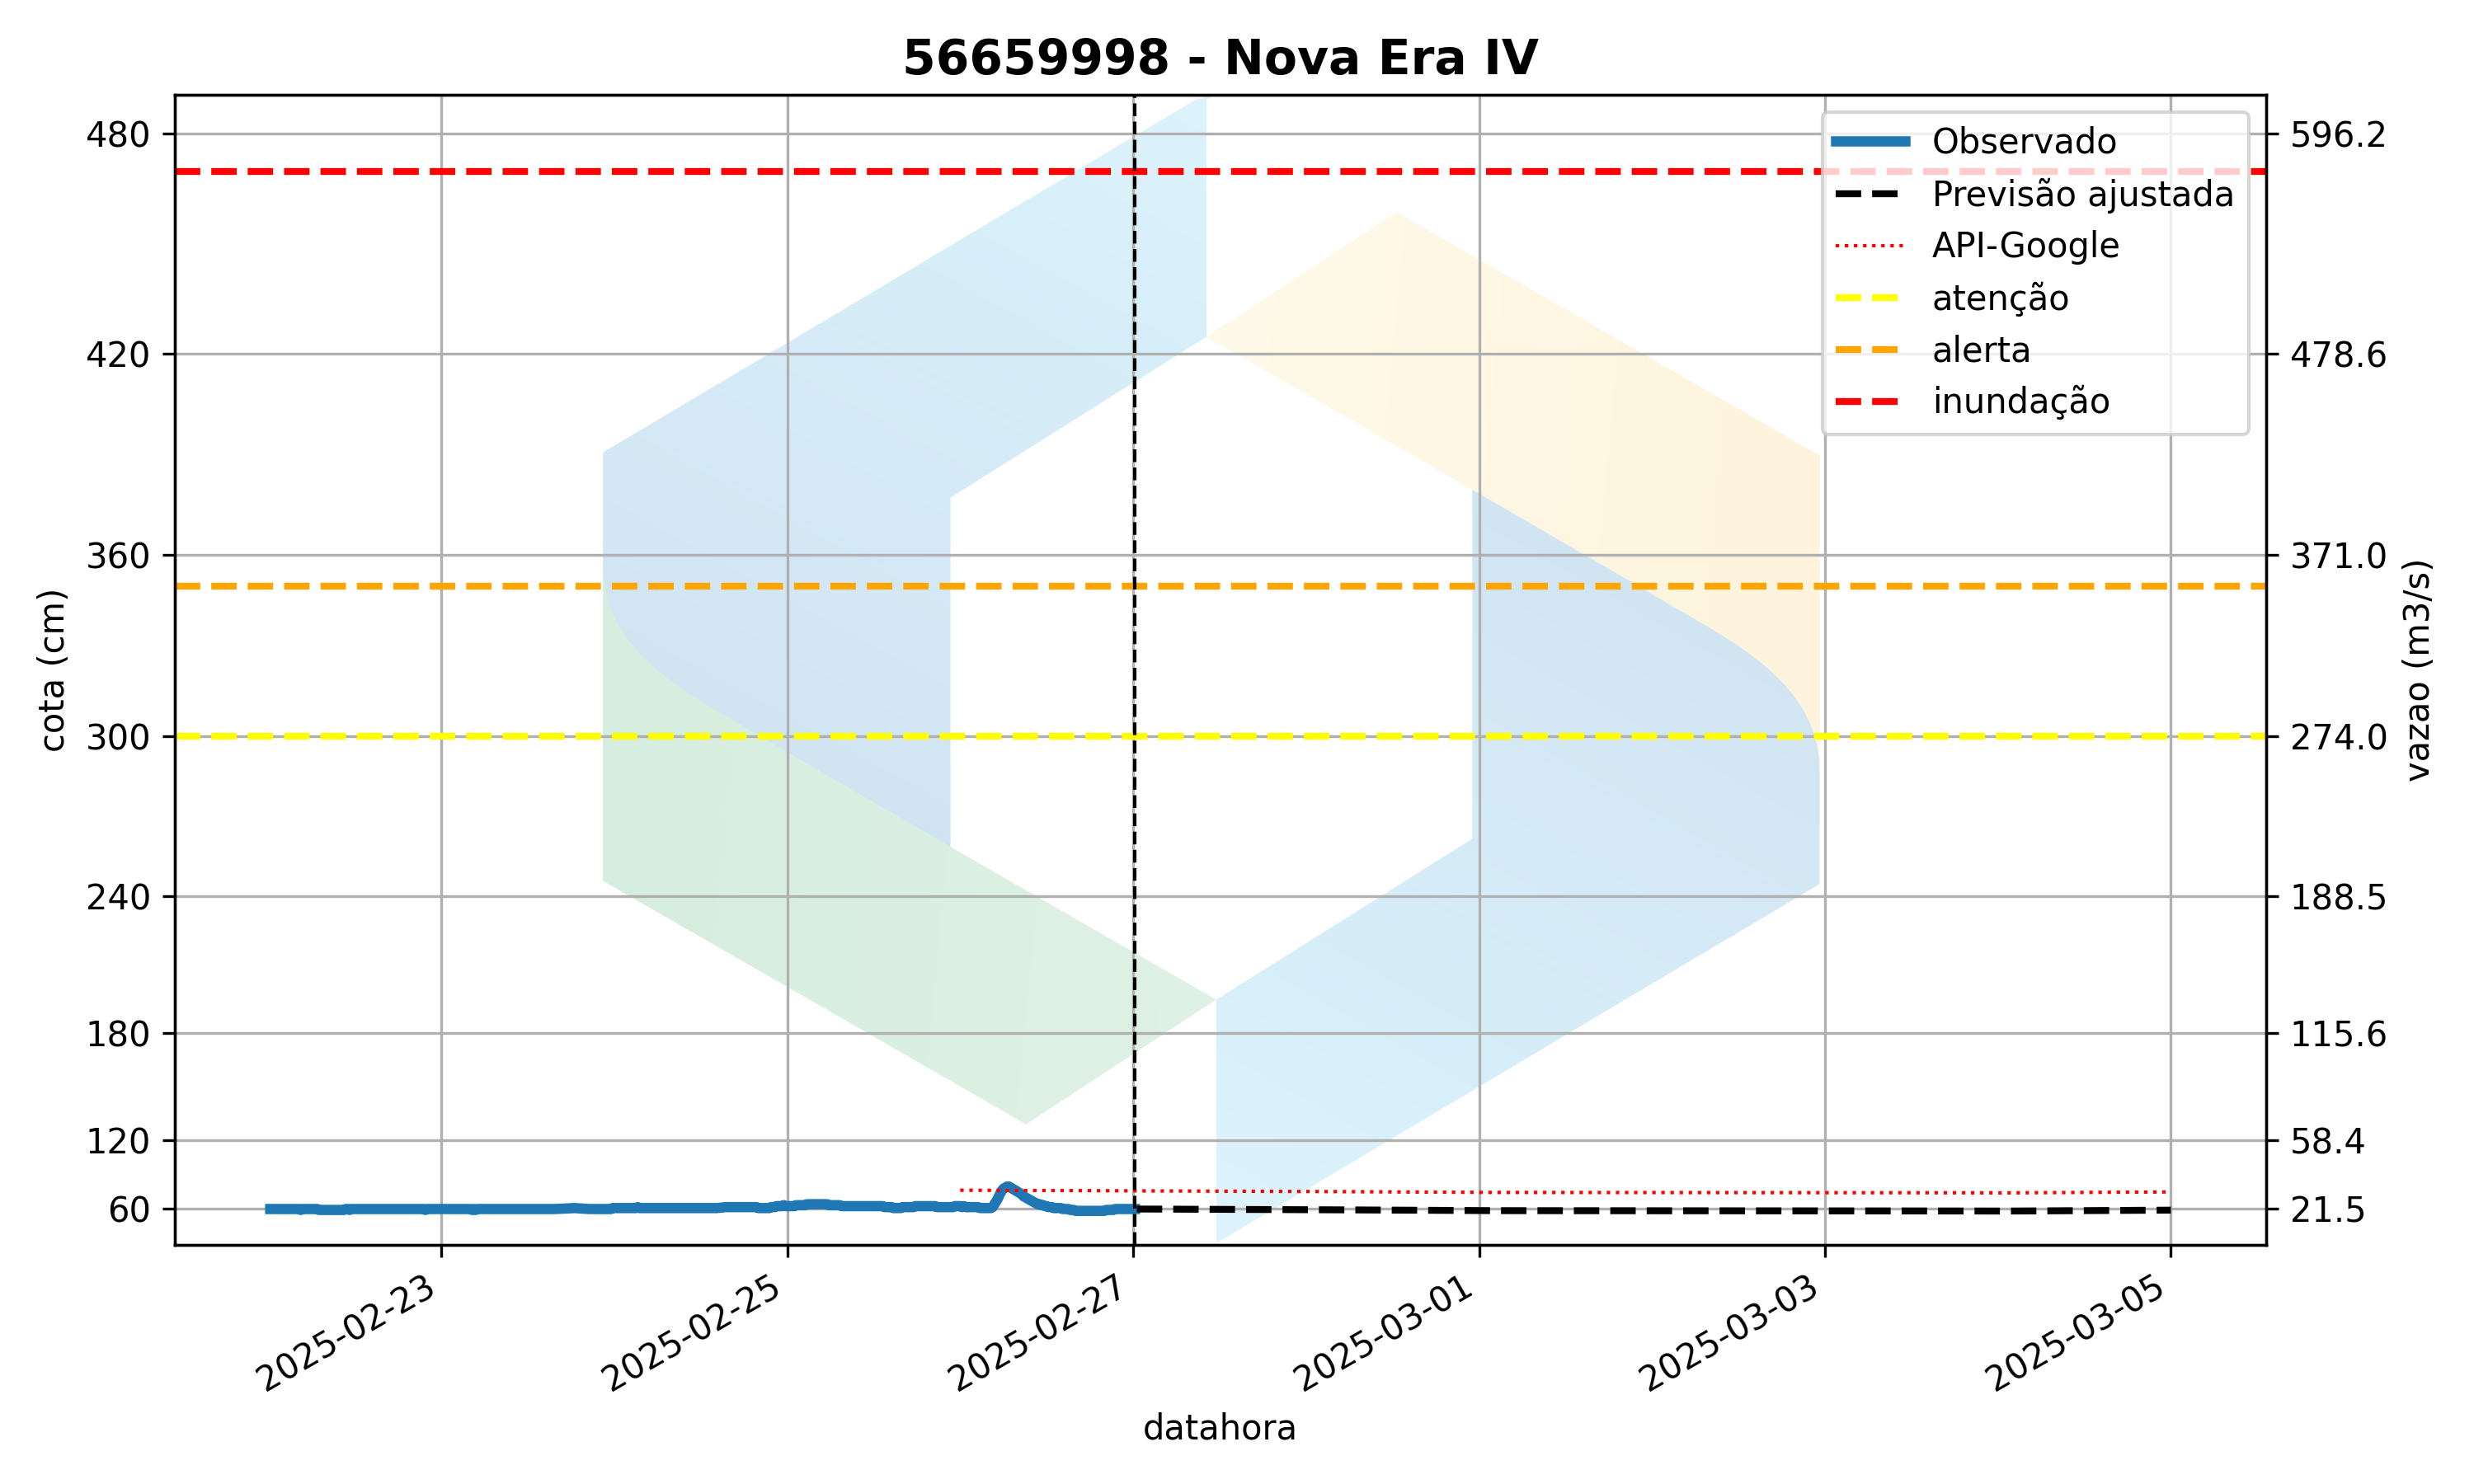 56659998 - Nova Era IV
480
420
360
300
240
180
120
60
cota (cm)
596.2
478.6
371.0
274.0
188.5
115.6
58.4
21.5
vazao (m3/s)
Observado
Previsão ajustada
API-Google
atenção
alerta
inundação
2025-02-23
2025-02-25
2025-02-27
2025-03-01
2025-03-03
2025-03-05
datahora